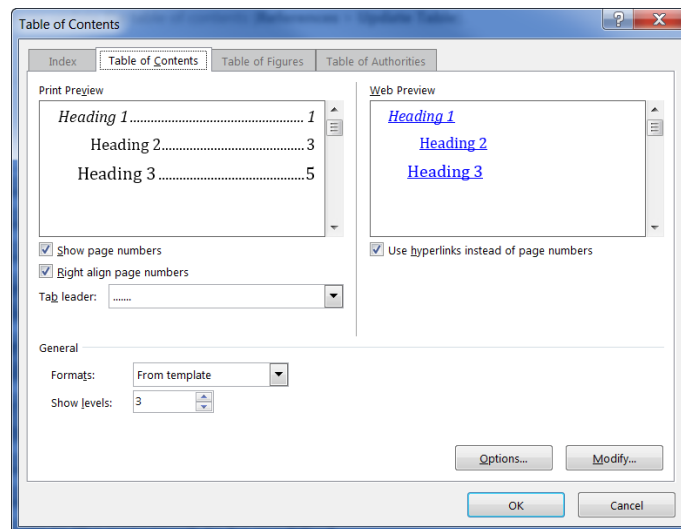 Table of Contents
Index
Table of Contents
Table of Figures
Table of Authorities
Print Preview
Heading 1 ........................................... 1
Heading 2 ................................... 3
Heading 3 .................................... 5
Show page numbers
Right align page numbers
Tab leader: .......
Web Preview
Heading 1
Heading 2
Heading 3
Use hyperlinks instead of page numbers
General
Formats: From template
Show levels: 3
Options...
Modify...
OK
Cancel